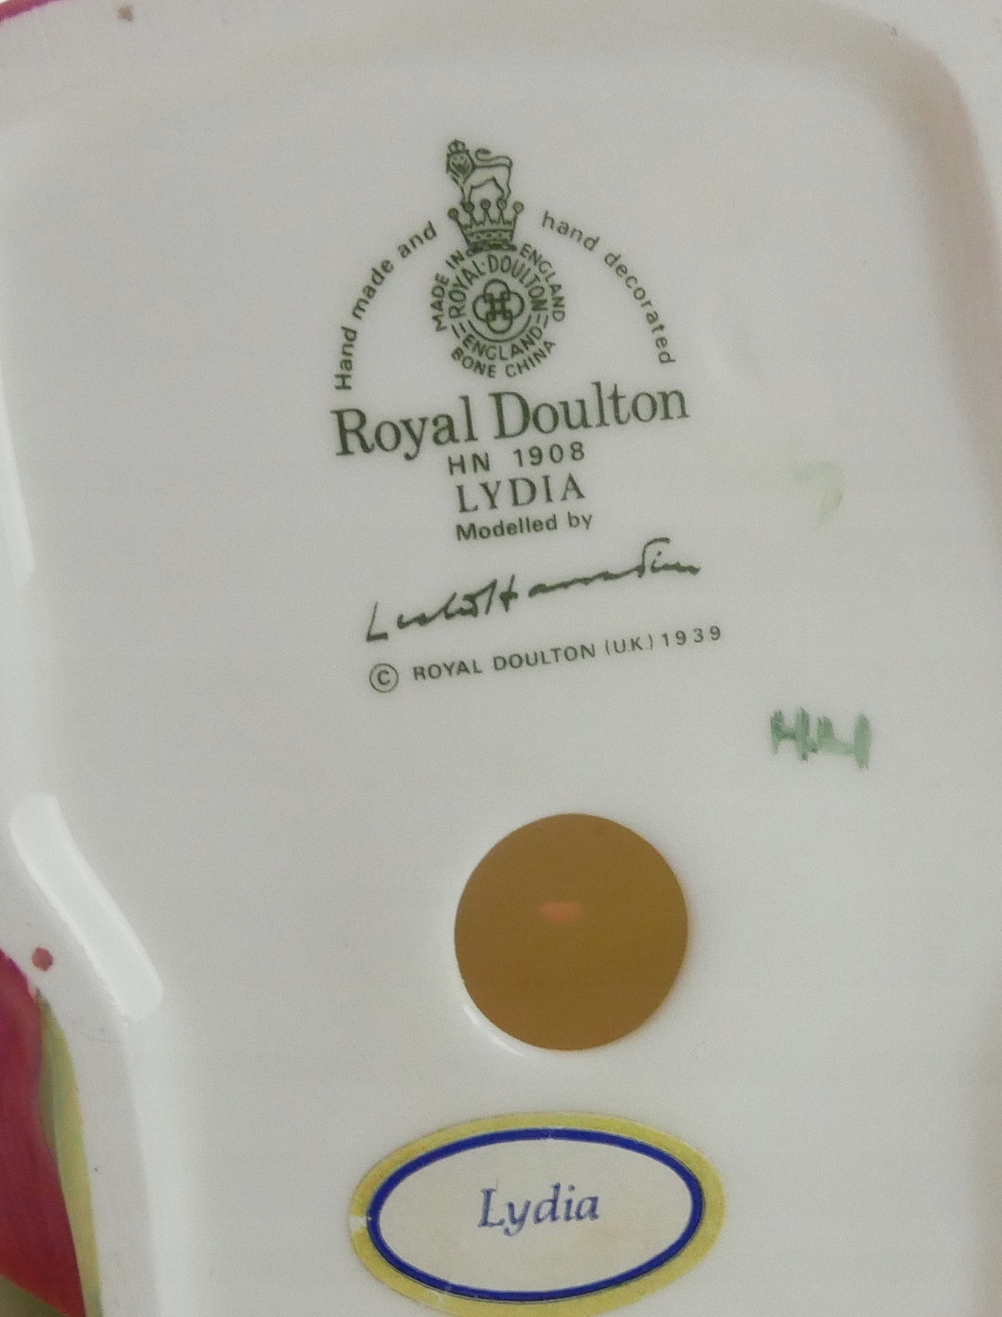 Hand made and hand decorated
MADE IN ENGLAND
ROYAL·DOULTON
ENGLAND
BONE CHINA
Royal Doulton
HN 1908
LYDIA
Modelled by
© ROYAL DOULTON (U.K.) 1939
Lydia